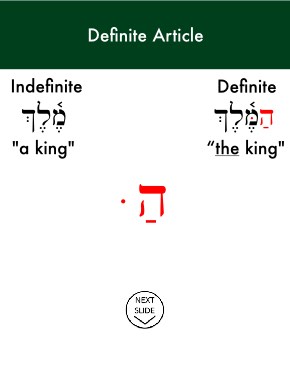 Definite Article
Indefinite Definite
מֶ֫לֶךְ הַמֶּ֫לֶךְ
"a king" “the king"
הַ ּ
NEXT
SLIDE